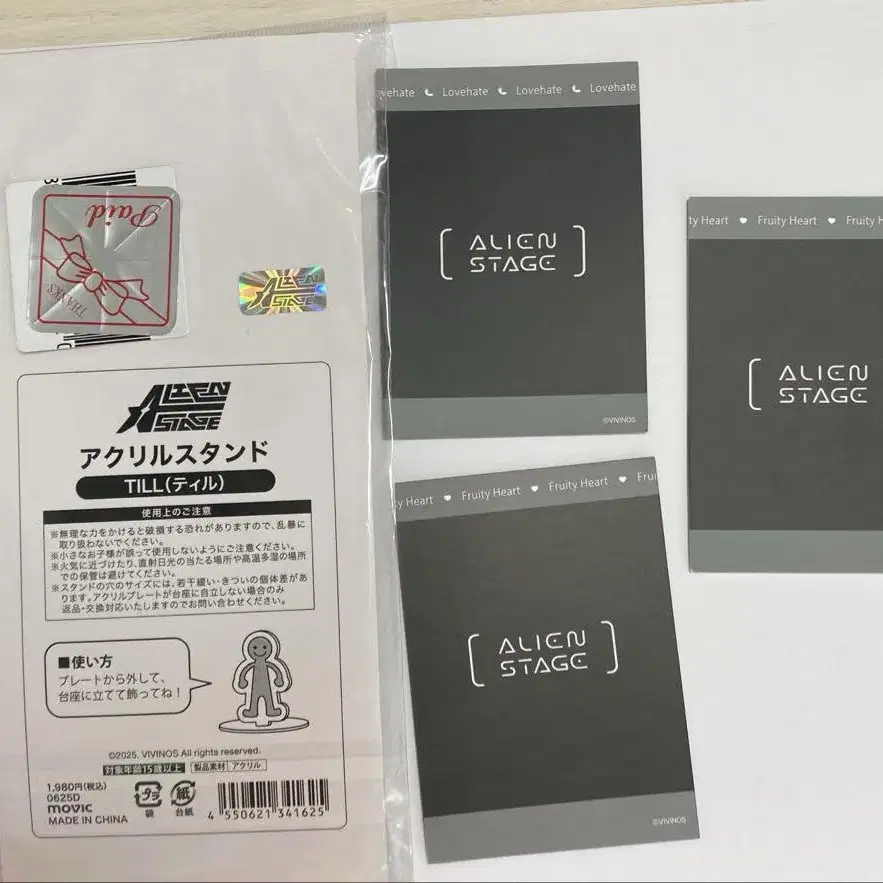 Paid
THANKS
ALIEN
STAGE
ALIEN
STAGE
アクリルスタンド
TILL(ティル)
使用上のご注意
※無理な力をかけると破損する恐れがありますので、乱暴に
取り扱わないでください。
※小さなお子様が誤って使用しないようにご注意ください。
※火気に近づけたり、直射日光の当たる場所や高温多湿の場所
での保管は避けてください。
※スタンドの穴のサイズには、若干緩い・きついの個体差があ
ります。アクリルプレートが台座に自立しない場合のみ
返品・交換対応いたしますのでお問い合わせください。
■使い方
プレートから外して、
台座に立てて飾ってね!
©2025. VIVINOS All rights reserved.
対象年齢15歳以上 製品素材 アクリル
1,980円(税込)
0625D
movic
MADE IN CHINA
プラ
袋
紙
台紙
4 550621 341625
ovehate Lovehate Lovehate Lovehate
ALIEN
STAGE
©VIVINOS
ty Heart Fruity Heart Fruity H
ALIEN
STAGE
ty Heart Fruity Heart Fruity Heart Frui
ALIEN
STAGE
©VIVINOS